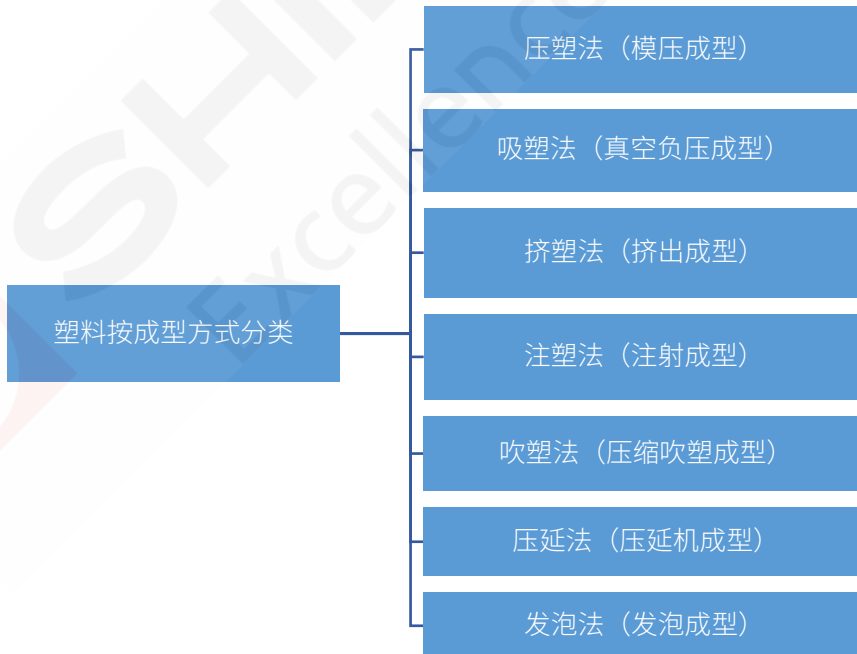 压塑法（模压成型）
吸塑法（真空负压成型）
挤塑法（挤出成型）
塑料按成型方式分类
注塑法（注射成型）
吹塑法（压缩吹塑成型）
压延法（压延机成型）
发泡法（发泡成型）
SHI
Excellence